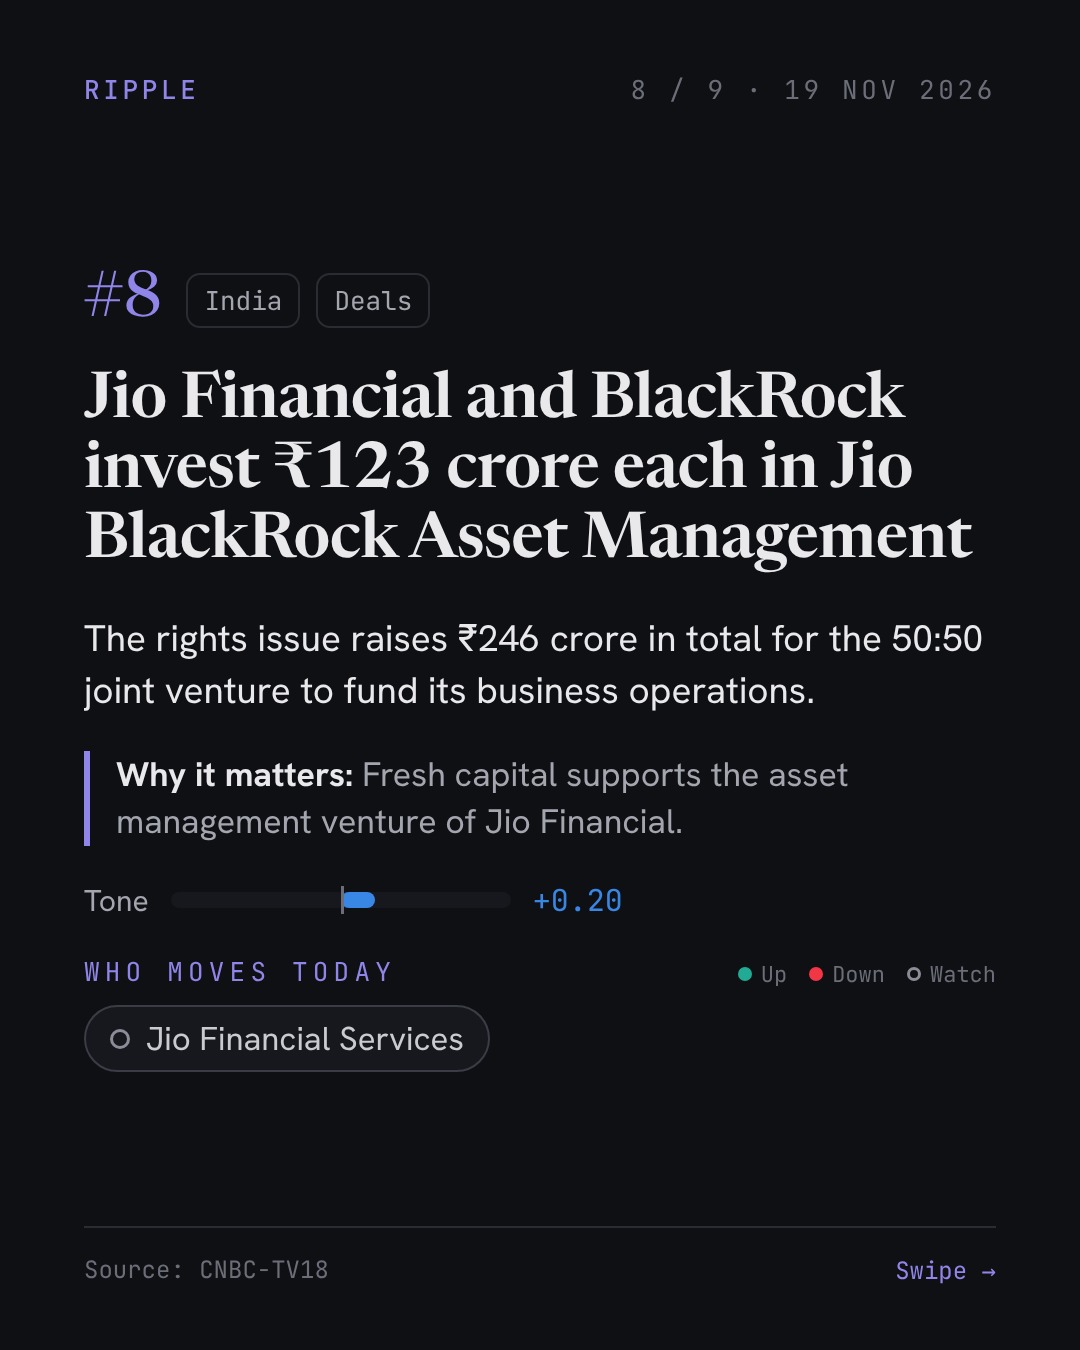 RIPPLE
8 / 9 · 19 NOV 2026
#8
India
Deals
Jio Financial and BlackRock
invest ₹123 crore each in Jio
BlackRock Asset Management
The rights issue raises ₹246 crore in total for the 50:50
joint venture to fund its business operations.
Why it matters: Fresh capital supports the asset
management venture of Jio Financial.
Tone
+0.20
WHO MOVES TODAY
Up
Down
Watch
Jio Financial Services
Source: CNBC-TV18
Swipe →